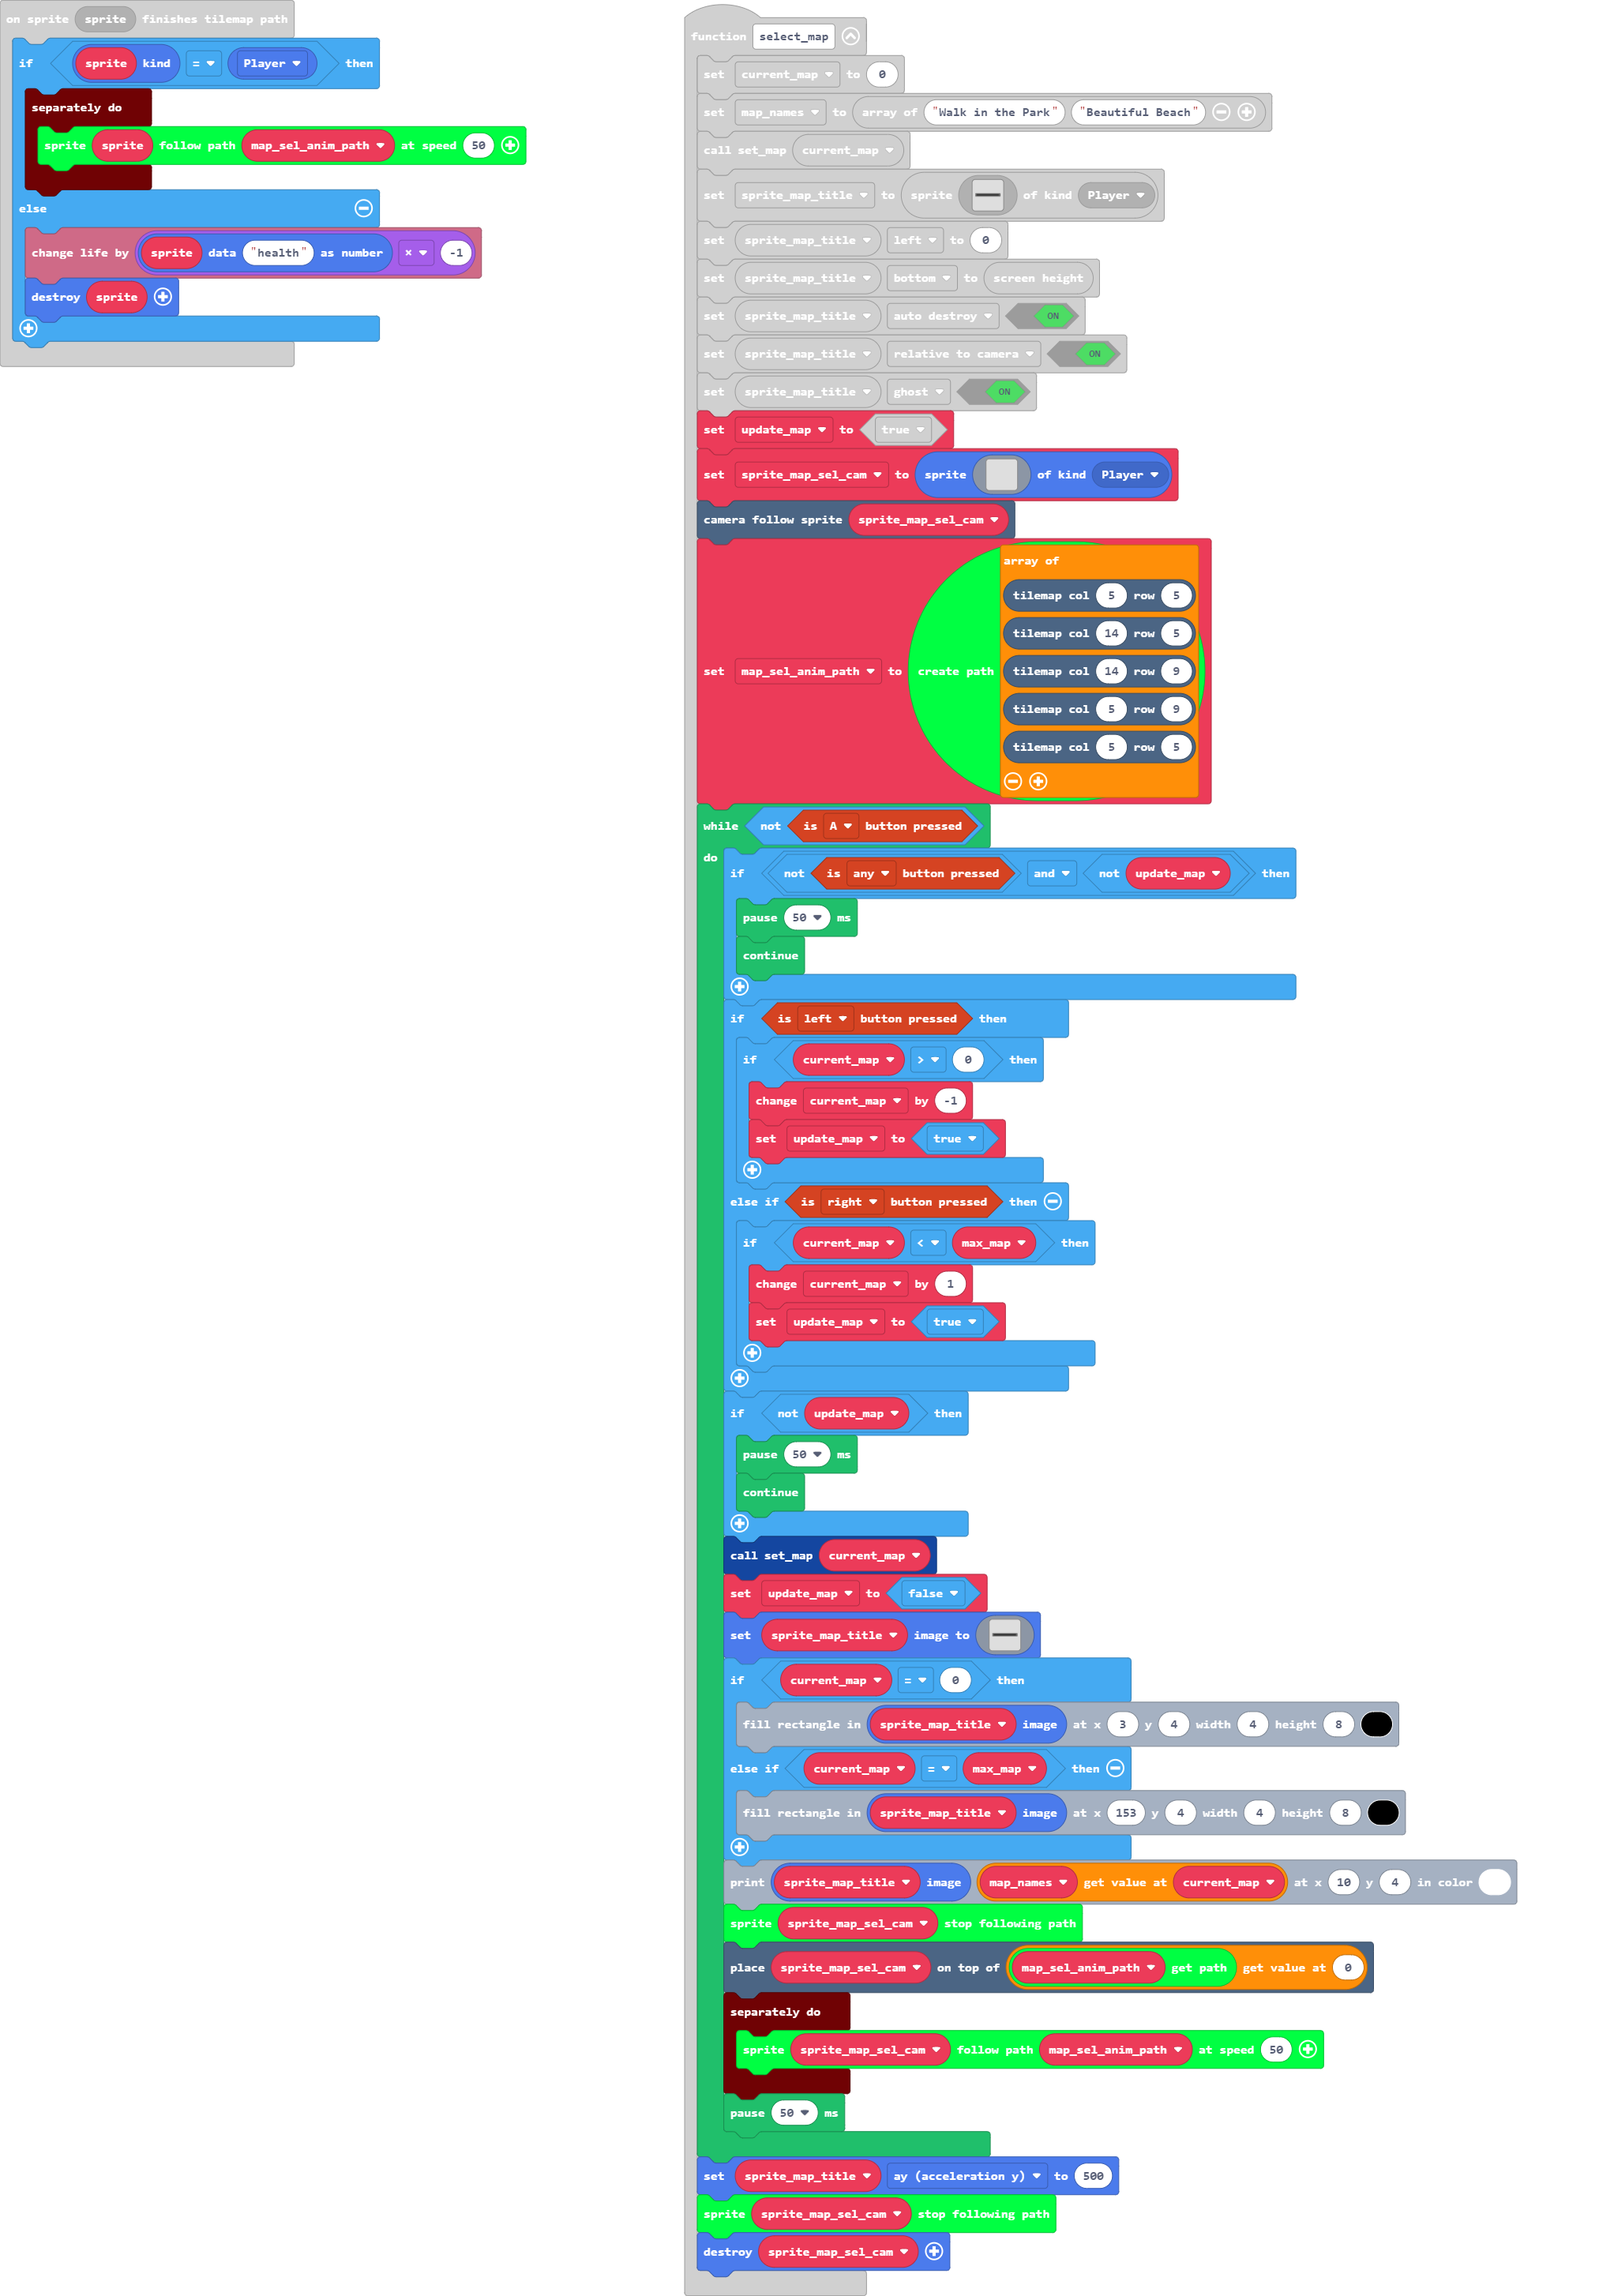 on sprite sprite finishes tilemap path
if sprite kind = Player then
separately do
sprite sprite follow path map_sel_anim_path at speed 50
else
change life by sprite data "health" as number × -1
destroy sprite
function select_map
set current_map to 0
set map_names to array of "Walk in the Park" "Beautiful Beach"
call set_map current_map
set sprite_map_title to sprite of kind Player
set sprite_map_title left to 0
set sprite_map_title bottom to screen height
set sprite_map_title auto destroy ON
set sprite_map_title relative to camera ON
set sprite_map_title ghost ON
set update_map to true
set sprite_map_sel_cam to sprite of kind Player
camera follow sprite sprite_map_sel_cam
set map_sel_anim_path to create path array of
tilemap col 5 row 5
tilemap col 14 row 5
tilemap col 14 row 9
tilemap col 5 row 9
tilemap col 5 row 5
while not is A button pressed
do
if not is any button pressed and not update_map then
pause 50 ms
continue
if is left button pressed then
if current_map > 0 then
change current_map by -1
set update_map to true
else if is right button pressed then
if current_map < max_map then
change current_map by 1
set update_map to true
if not update_map then
pause 50 ms
continue
call set_map current_map
set update_map to false
set sprite_map_title image to
if current_map = 0 then
fill rectangle in sprite_map_title image at x 3 y 4 width 4 height 8
else if current_map = max_map then
fill rectangle in sprite_map_title image at x 153 y 4 width 4 height 8
print sprite_map_title image map_names get value at current_map at x 10 y 4 in color
sprite sprite_map_sel_cam stop following path
place sprite_map_sel_cam on top of map_sel_anim_path get path get value at 0
separately do
sprite sprite_map_sel_cam follow path map_sel_anim_path at speed 50
pause 50 ms
set sprite_map_title ay (acceleration y) to 500
sprite sprite_map_sel_cam stop following path
destroy sprite_map_sel_cam